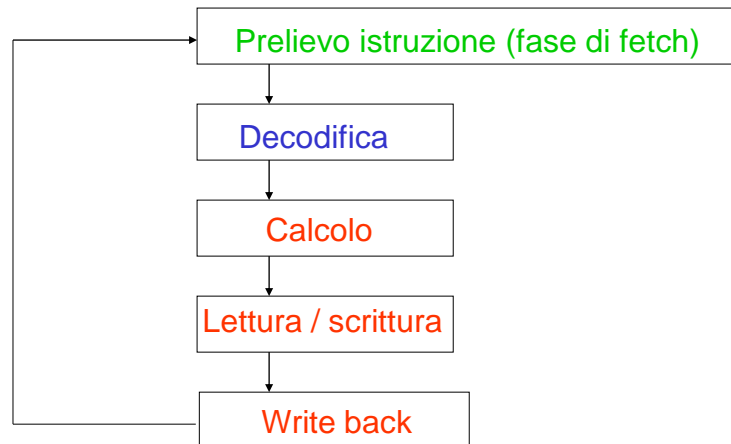 Prelievo istruzione (fase di fetch)
Decodifica
Calcolo
Lettura / scrittura
Write back